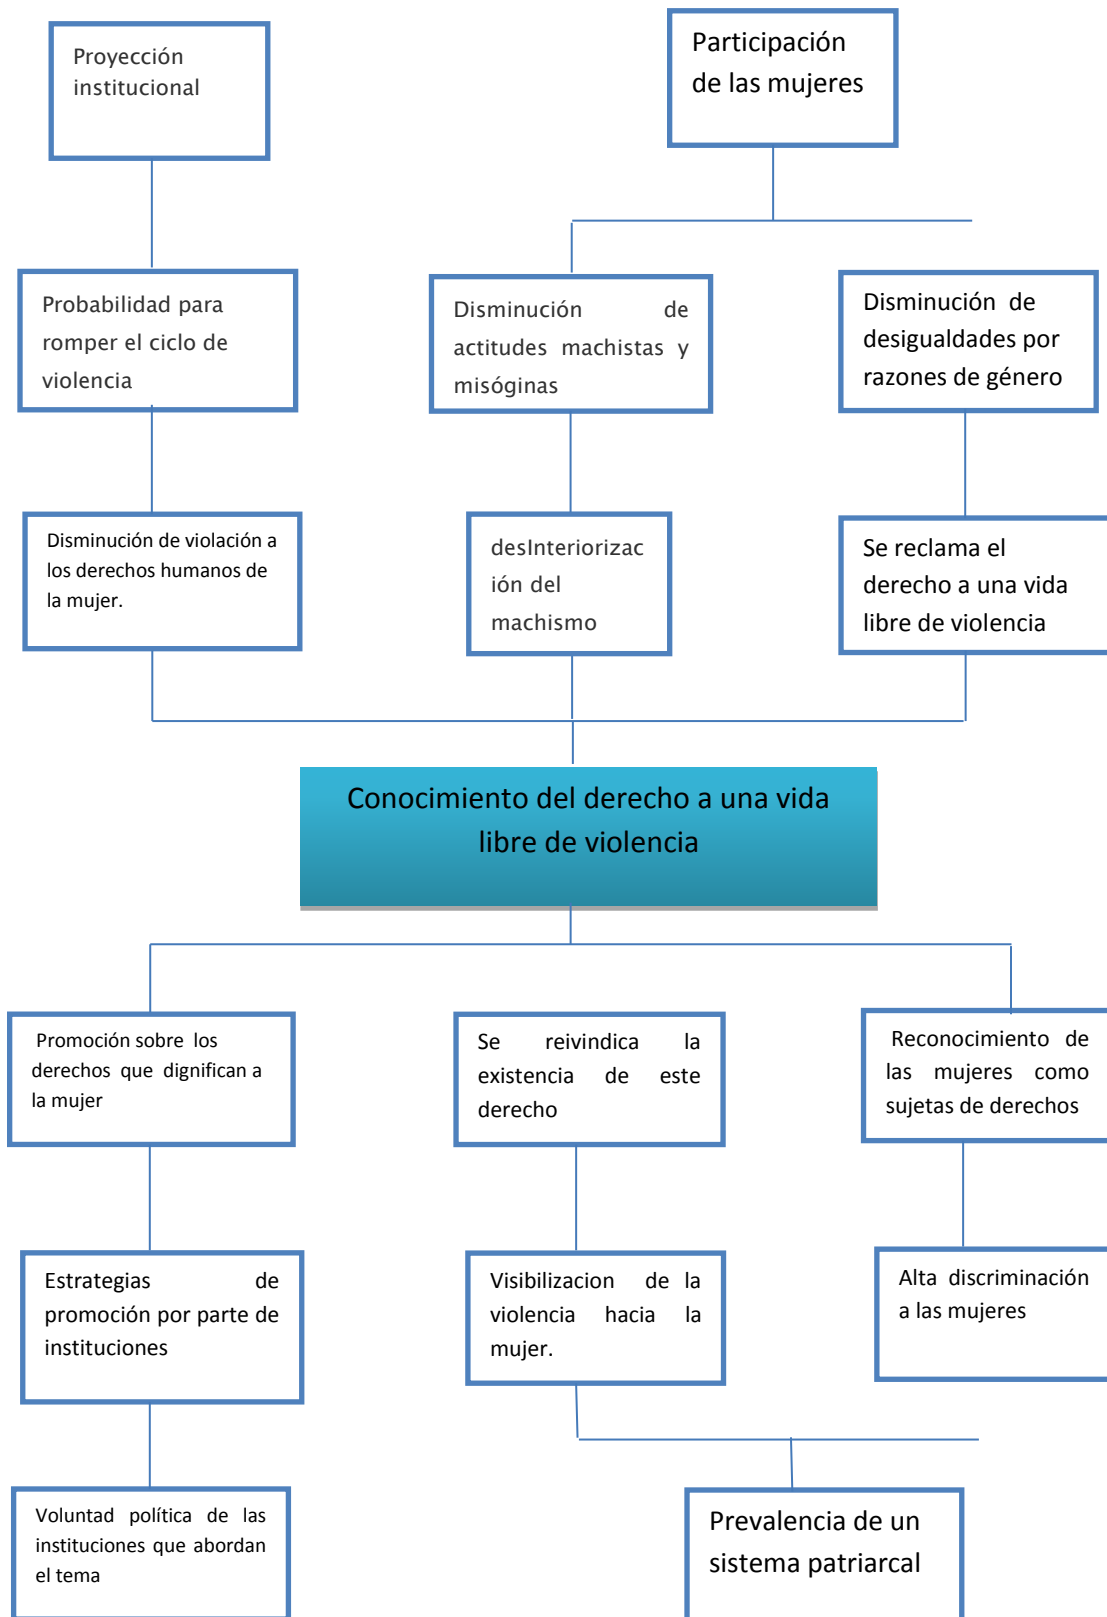 Proyección
institucional
Participación
de las mujeres
Probabilidad para
romper el ciclo de
violencia
Disminución de
actitudes machistas y
misóginas
Disminución de
desigualdades por
razones de género
Disminución de violación a
los derechos humanos de
la mujer.
desInteriorizac
ión del
machismo
Se reclama el
derecho a una vida
libre de violencia
Conocimiento del derecho a una vida
libre de violencia
Promoción sobre los
derechos que dignifican a
la mujer
Se reivindica la
existencia de este
derecho
Reconocimiento de
las mujeres como
sujetas de derechos
Estrategias de
promoción por parte de
instituciones
Visibilizacion de la
violencia hacia la
mujer.
Alta discriminación
a las mujeres
Voluntad política de las
instituciones que abordan
el tema
Prevalencia de un
sistema patriarcal